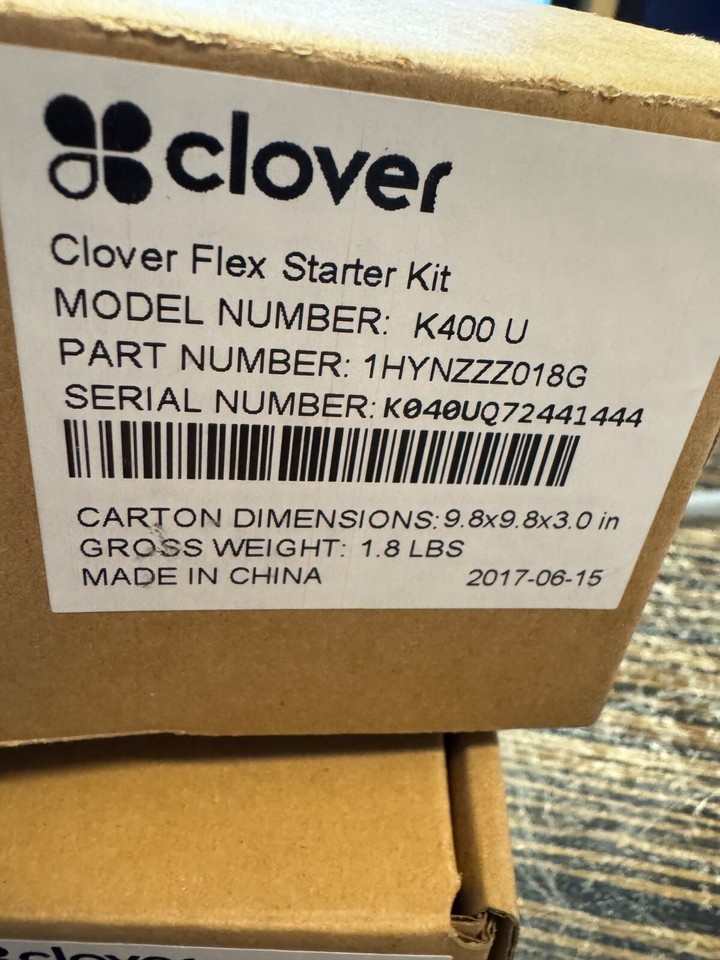 clover
Clover Flex Starter Kit
MODEL NUMBER: K400 U
PART NUMBER: 1HYNZZZ018G
SERIAL NUMBER: K040UQ72441444
CARTON DIMENSIONS: 9.8x9.8x3.0 in
GROSS WEIGHT: 1.8 LBS
MADE IN CHINA 2017-06-15
clover